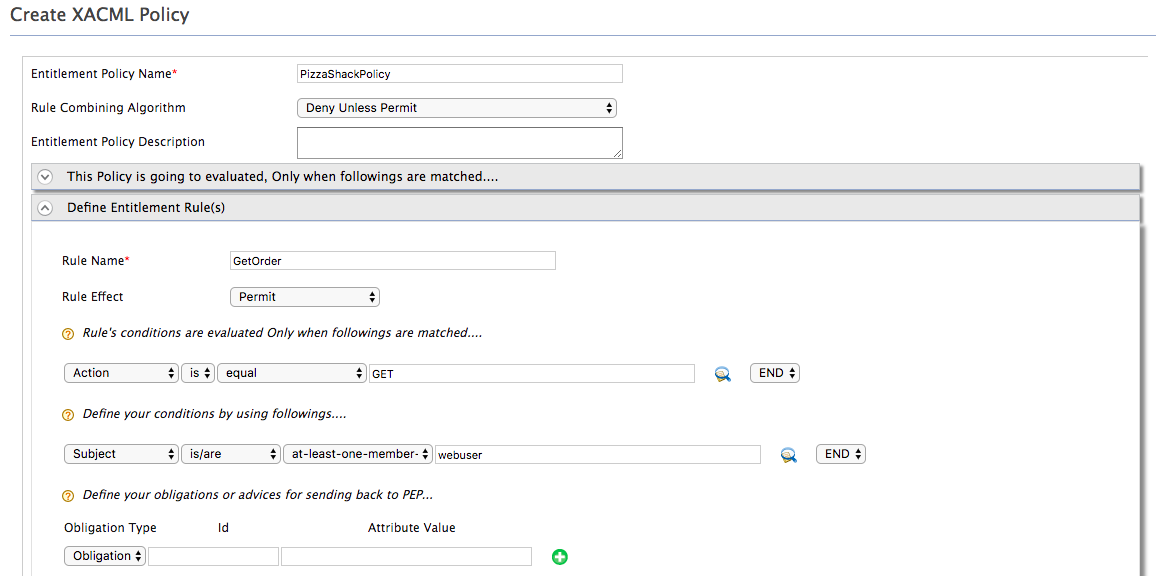 Create XACML Policy
Entitlement Policy Name* PizzaShackPolicy
Rule Combining Algorithm Deny Unless Permit
Entitlement Policy Description
This Policy is going to evaluated, Only when followings are matched....
Define Entitlement Rule(s)
Rule Name* GetOrder
Rule Effect Permit
? Rule's conditions are evaluated Only when followings are matched....
Action is equal GET END
? Define your conditions by using followings....
Subject is/are at-least-one-member- webuser END
? Define your obligations or advices for sending back to PEP...
Obligation Type Id Attribute Value
Obligation